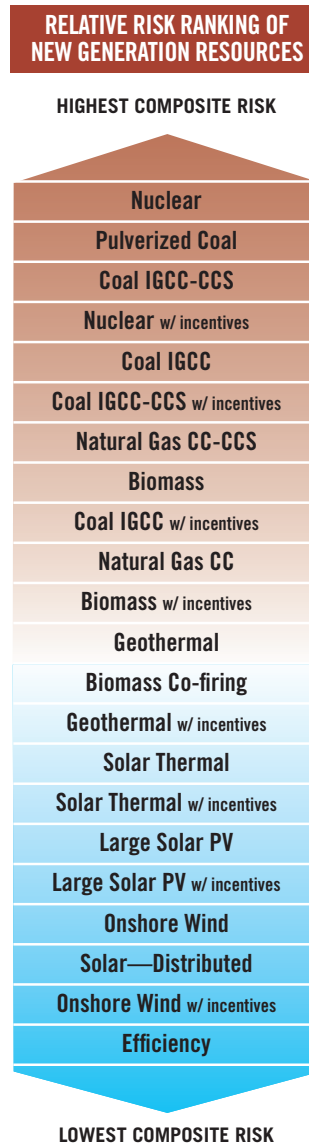 RELATIVE RISK RANKING OF
NEW GENERATION RESOURCES
HIGHEST COMPOSITE RISK
Nuclear
Pulverized Coal
Coal IGCC-CCS
Nuclear w/ incentives
Coal IGCC
Coal IGCC-CCS w/ incentives
Natural Gas CC-CCS
Biomass
Coal IGCC w/ incentives
Natural Gas CC
Biomass w/ incentives
Geothermal
Biomass Co-firing
Geothermal w/ incentives
Solar Thermal
Solar Thermal w/ incentives
Large Solar PV
Large Solar PV w/ incentives
Onshore Wind
Solar—Distributed
Onshore Wind w/ incentives
Efficiency
LOWEST COMPOSITE RISK